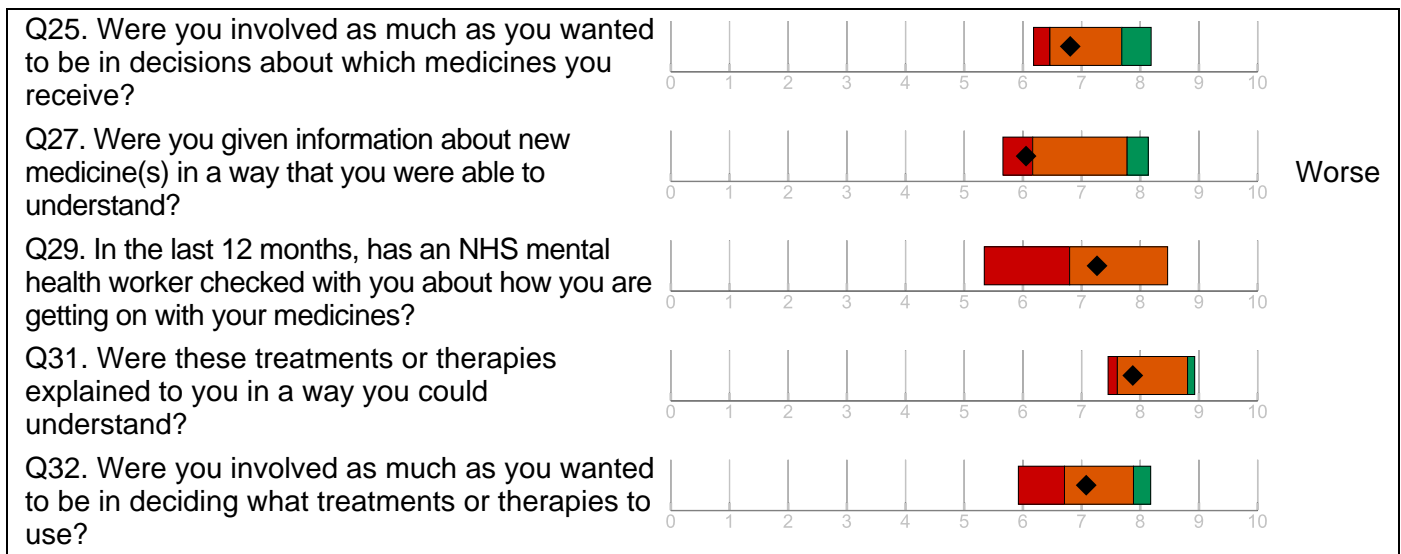 Q25. Were you involved as much as you wanted
to be in decisions about which medicines you
receive?
0 1 2 3 4 5 6 7 8 9 10
Q27. Were you given information about new
medicine(s) in a way that you were able to
understand?
0 1 2 3 4 5 6 7 8 9 10
Worse
Q29. In the last 12 months, has an NHS mental
health worker checked with you about how you are
getting on with your medicines?
0 1 2 3 4 5 6 7 8 9 10
Q31. Were these treatments or therapies
explained to you in a way you could
understand?
0 1 2 3 4 5 6 7 8 9 10
Q32. Were you involved as much as you wanted
to be in deciding what treatments or therapies to
use?
0 1 2 3 4 5 6 7 8 9 10